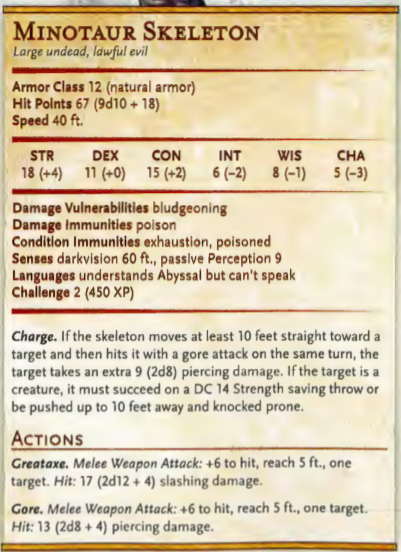 MINOTAUR SKELETON
Large undead, lawful evil
Armor Class 12 (natural armor)
Hit Points 67 (9d10 + 18)
Speed 40 ft.
STR DEX CON INT WIS CHA
18 (+4) 11 (+0) 15 (+2) 6 (-2) 8 (-1) 5 (-3)
Damage Vulnerabilities bludgeoning
Damage Immunities poison
Condition Immunities exhaustion, poisoned
Senses darkvision 60 ft., passive Perception 9
Languages understands Abyssal but can't speak
Challenge 2 (450 XP)
Charge. If the skeleton moves at least 10 feet straight toward a
target and then hits it with a gore attack on the same turn, the
target takes an extra 9 (2d8) piercing damage. If the target is a
creature, it must succeed on a DC 14 Strength saving throw or
be pushed up to 10 feet away and knocked prone.
ACTIONS
Greataxe. Melee Weapon Attack: +6 to hit, reach 5 ft., one
target. Hit: 17 (2d12 + 4) slashing damage.
Gore. Melee Weapon Attack: +6 to hit, reach 5 ft., one target.
Hit: 13 (2d8 + 4) piercing damage.